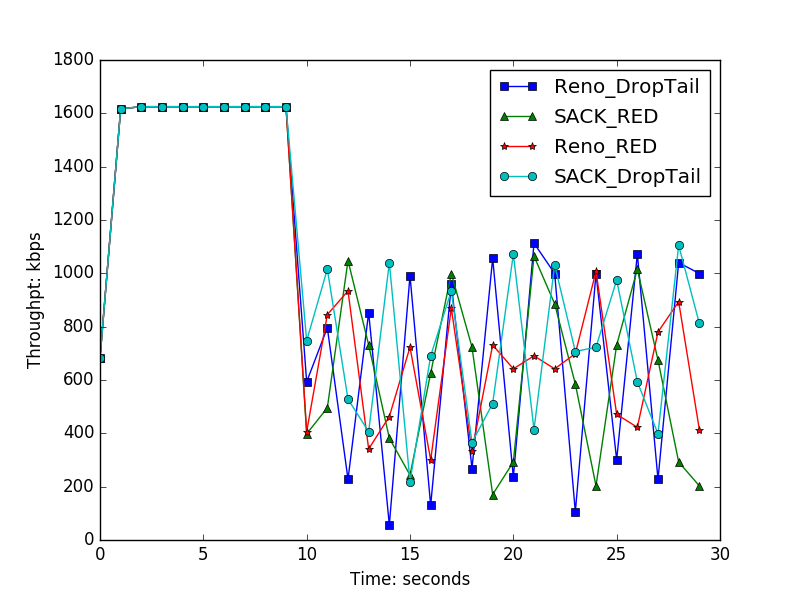 1800
1600
1400
1200
1000
800
600
400
200
0
Throughpt: kbps
Reno_DropTail
SACK_RED
Reno_RED
SACK_DropTail
0 5 10 15 20 25 30
Time: seconds